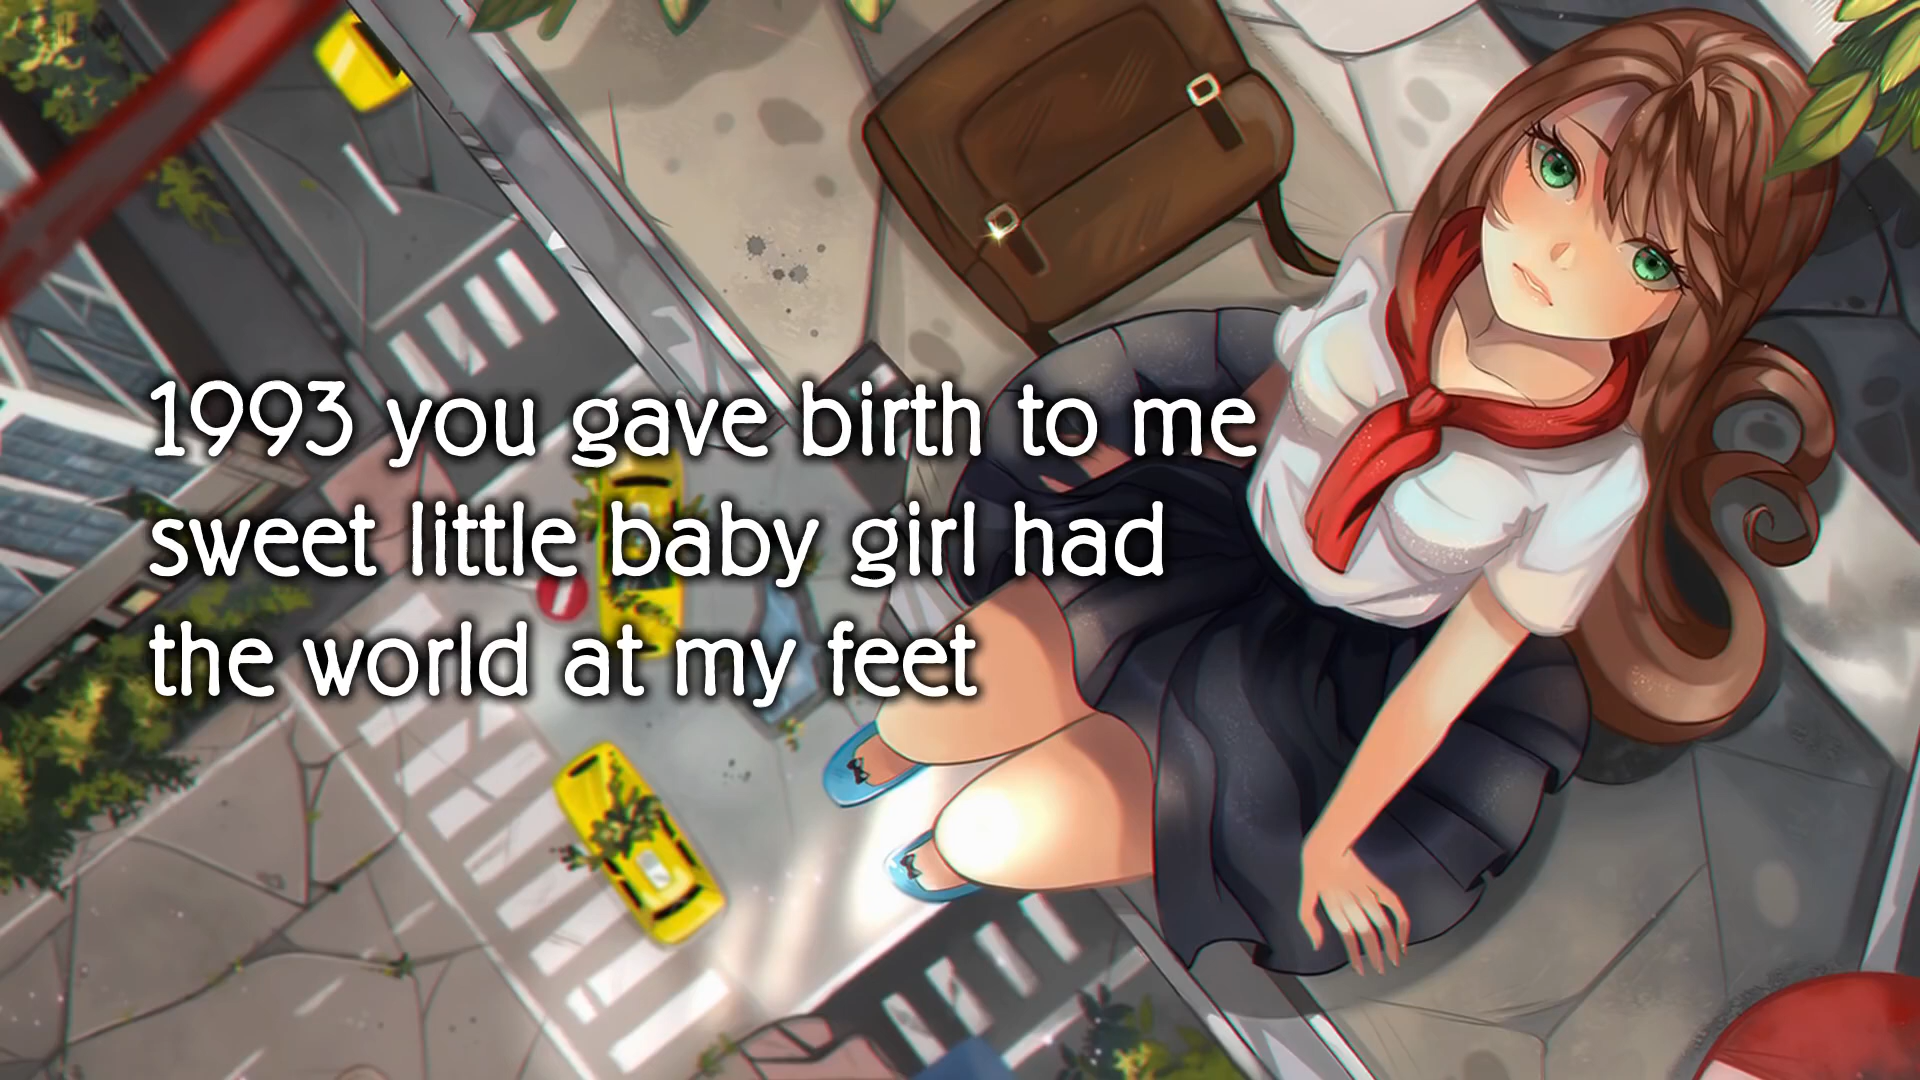 1993 you gave birth to me
sweet little baby girl had
the world at my feet